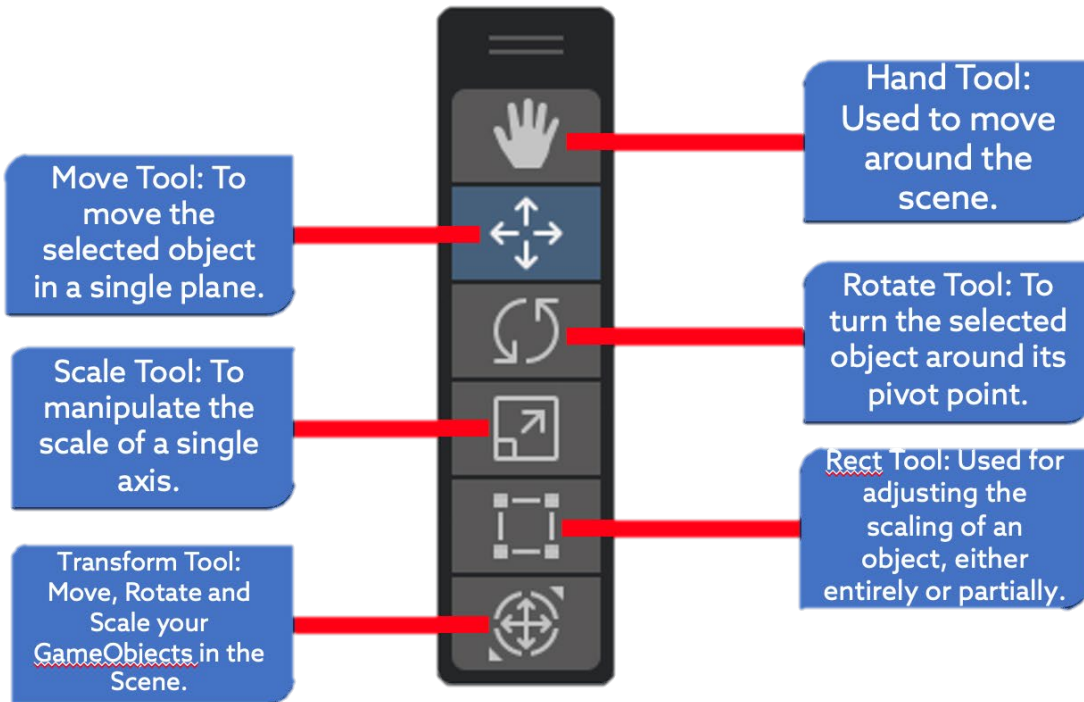 Hand Tool:
Used to move
around the
scene.
Move Tool: To
move the
selected object
in a single plane.
Rotate Tool: To
turn the selected
object around its
pivot point.
Scale Tool: To
manipulate the
scale of a single
axis.
Rect Tool: Used for
adjusting the
scaling of an
object, either
entirely or partially.
Transform Tool:
Move, Rotate and
Scale your
GameObjects in the
Scene.